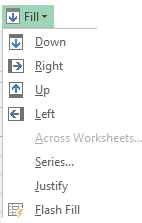 Fill
Down
Right
Up
Left
Across Worksheets...
Series...
Justify
Flash Fill